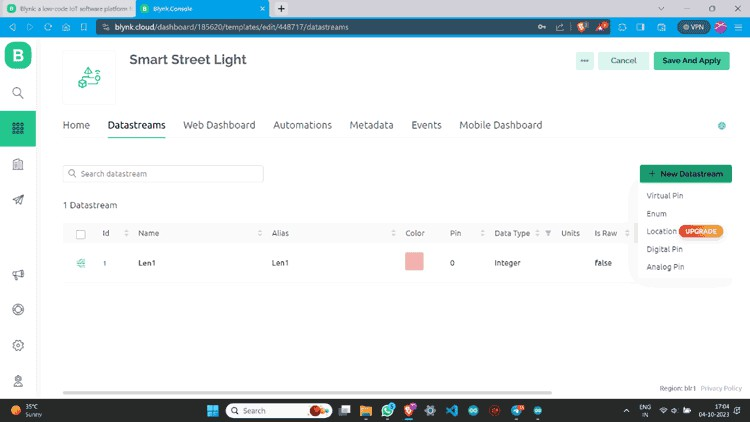 Blynk: a low-code IoT software platform f
Blynk.Console
blynk.cloud/dashboard/185620/templates/edit/448717/datastreams
VPN
B
Smart Street Light
Cancel
Save And Apply
Home
Datastreams
Web Dashboard
Automations
Metadata
Events
Mobile Dashboard
Search datastream
+ New Datastream
Virtual Pin
Enum
Location UPGRADE
Digital Pin
Analog Pin
1 Datastream
Id
Name
Alias
Color
Pin
Data Type
Units
Is Raw
1
Len1
Len1
0
Integer
false
Region: blr1 Privacy Policy
35°C
Sunny
Search
ENG
IN
17:04
04-10-2023